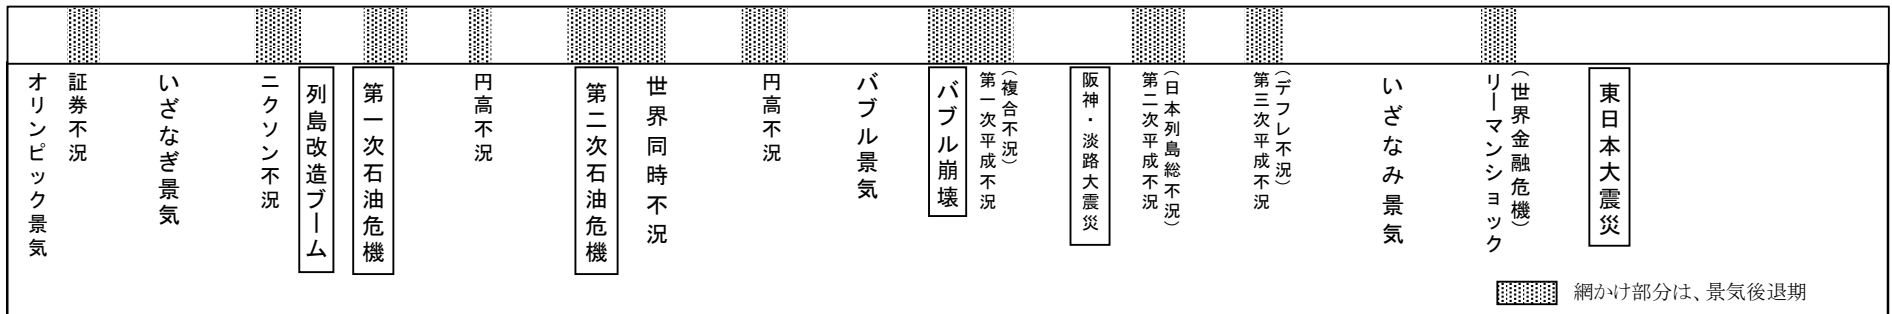 オリンピック景気
証券不況
いざなぎ景気
ニクソン不況
列島改造ブーム
第一次石油危機
円高不況
第二次石油危機
世界同時不況
円高不況
バブル景気
バブル崩壊
（複合不況）
第一次平成不況
阪神・淡路大震災
（日本列島総不況）
第二次平成不況
（デフレ不況）
第三次平成不況
いざなみ景気
（世界金融危機）
リーマンショック
東日本大震災
網かけ部分は、景気後退期